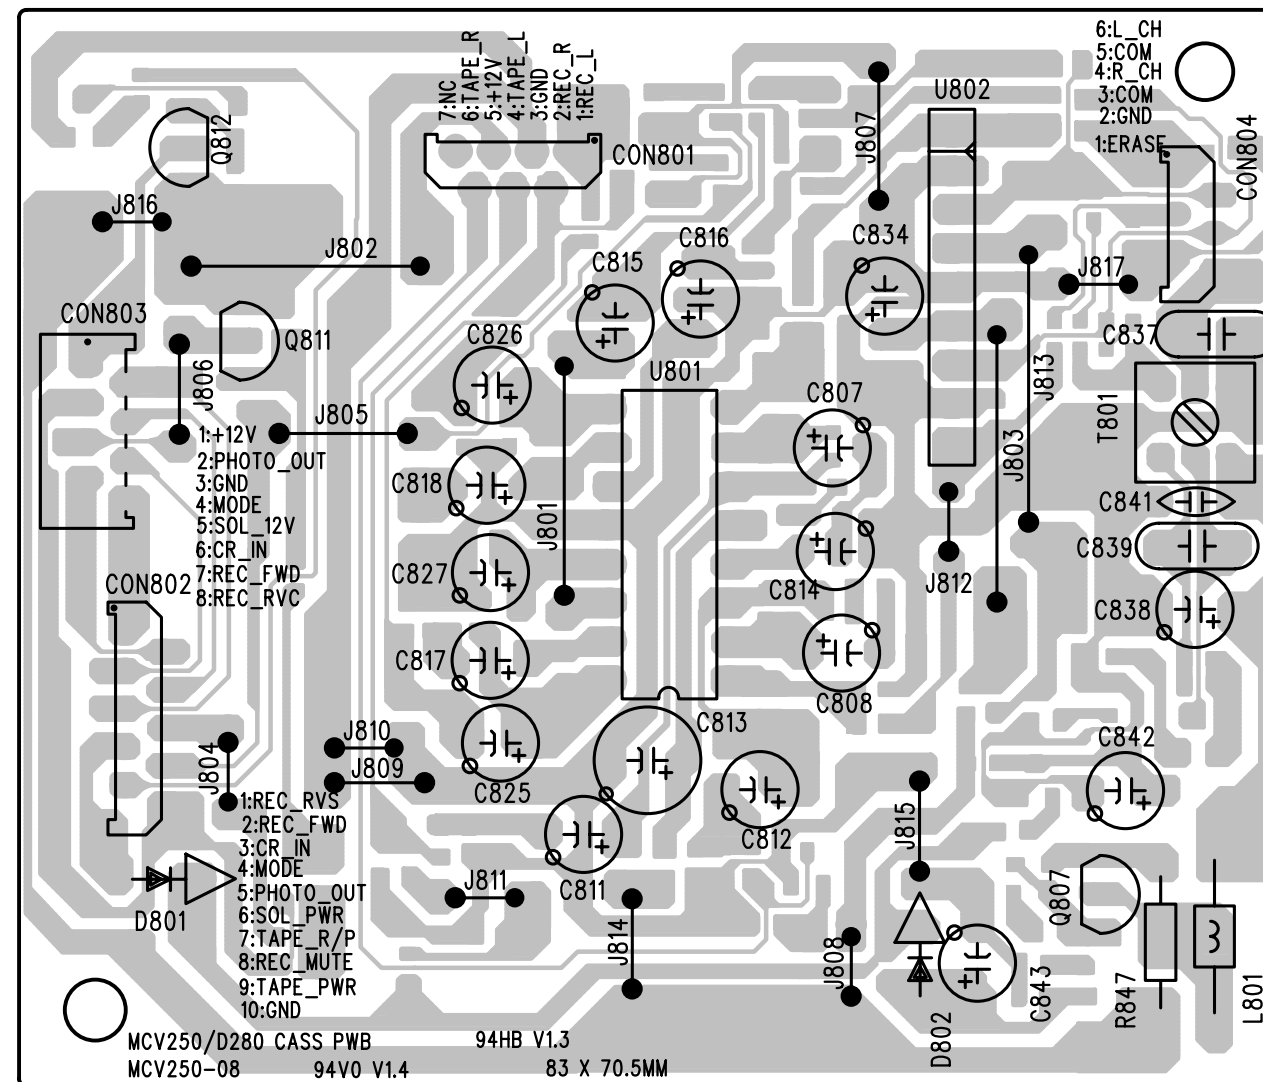 6:L_CH
5:COM
4:R_CH
3:COM
2:GND
1:ERASE
7:NC
6:TAPE_R
5:+12V
4:TAPE_L
3:GND
2:REC_R
1:REC_L
CON801
U802
J807
CON804
Q812
J816
J802
C815
C816
C834
J817
CON803
Q811
C826
C837
J806
J805
U801
C807
J813
T801
1:+12V
2:PHOTO_OUT
3:GND
4:MODE
5:SOL_12V
6:CR_IN
7:REC_FWD
8:REC_RVC
C818
J801
J803
C841
C839
C827
C814
J812
C838
CON802
C817
C808
J810
C813
C842
J804
J809
C825
C812
J815
1:REC_RVS
2:REC_FWD
3:CR_IN
4:MODE
5:PHOTO_OUT
6:SOL_PWR
7:TAPE_R/P
8:REC_MUTE
9:TAPE_PWR
10:GND
D801
J811
C811
J814
J808
Q807
D802
C843
R847
L801
MCV250/D280 CASS PWB 94HB V1.3
MCV250-08 94V0 V1.4 83 X 70.5MM